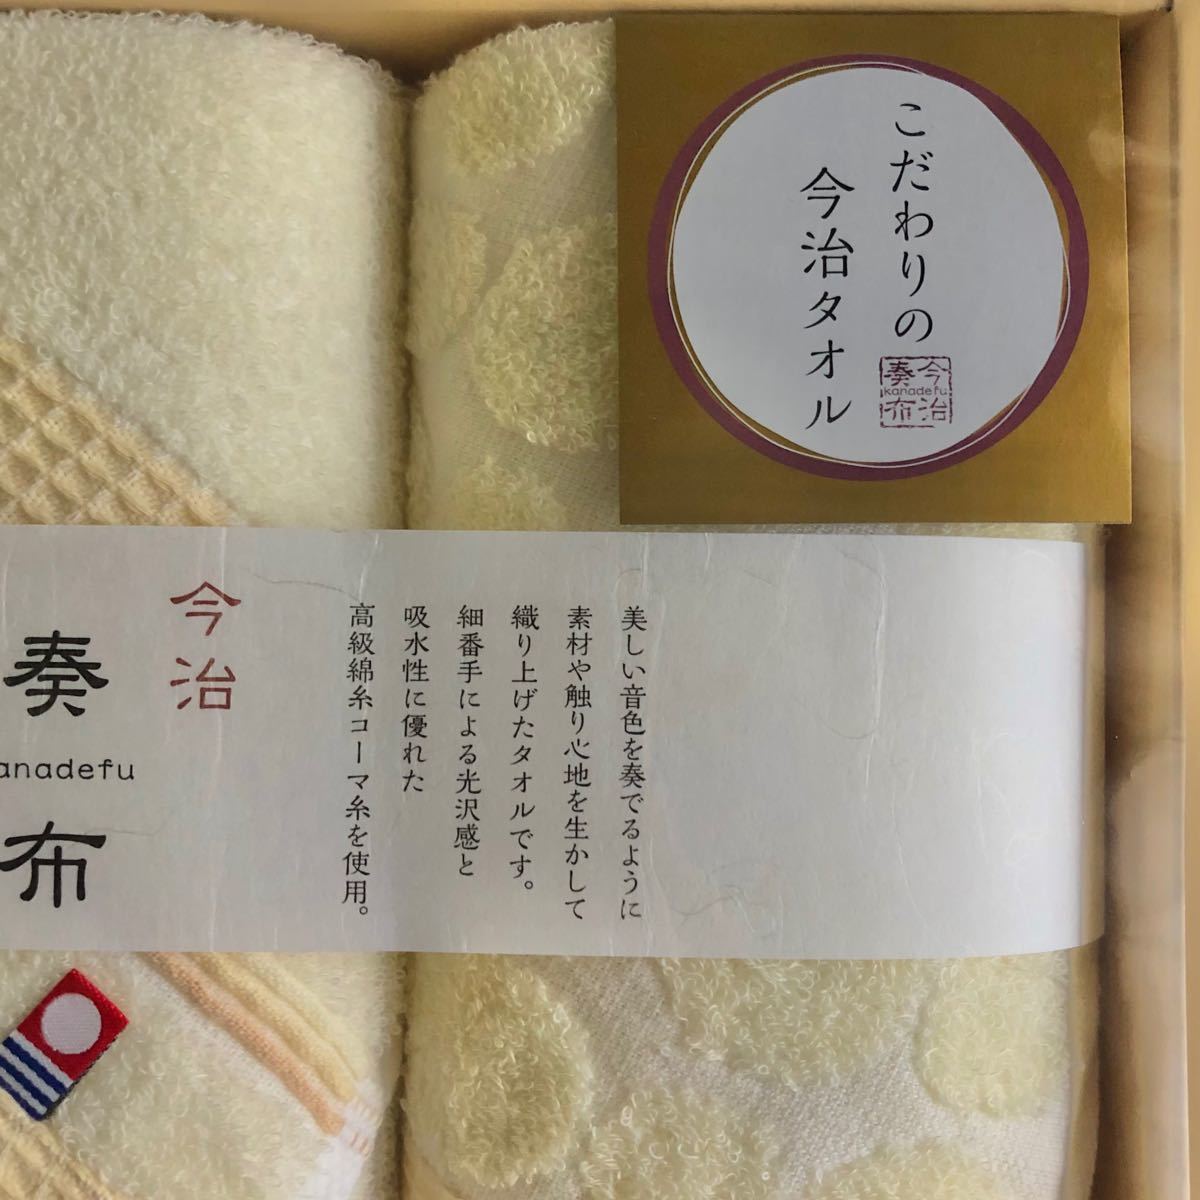 こだわりの
今治タオル
今治
奏布
kanadefu
美しい音色を奏でるように
素材や触り心地を生かして
織り上げたタオルです。
細番手による光沢感と
吸水性に優れた
高級綿糸コーマ糸を使用。
今治
奏
anadefu
布